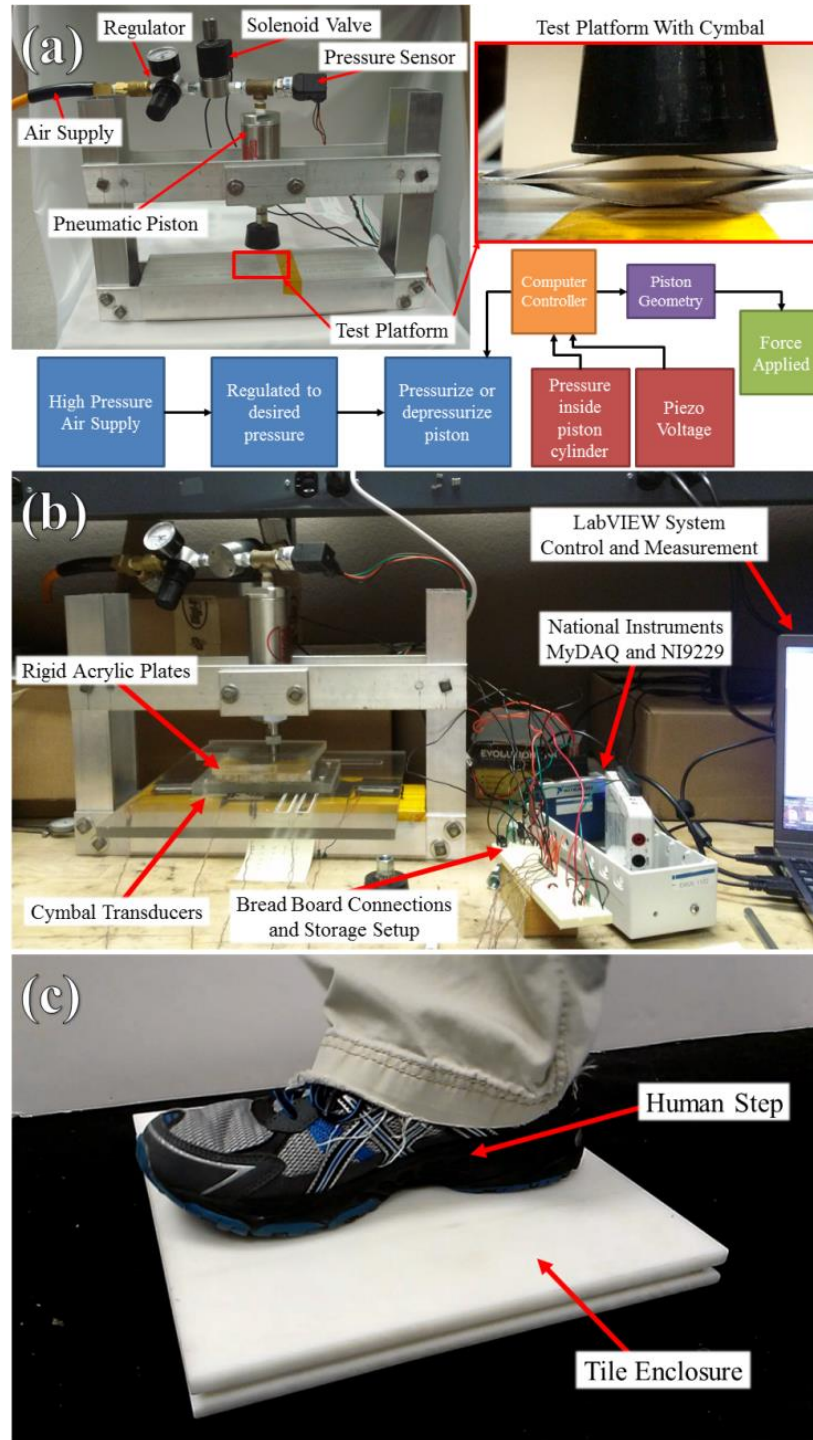 (a)
Regulator
Solenoid Valve
Pressure Sensor
Air Supply
Pneumatic Piston
Test Platform
Test Platform With Cymbal
Computer
Controller
Piston
Geometry
Force
Applied
High Pressure
Air Supply
Regulated to
desired
pressure
Pressurize or
depressurize
piston
Pressure
inside
piston
cylinder
Piezo
Voltage
(b)
LabVIEW System
Control and Measurement
National Instruments
MyDAQ and NI9229
Rigid Acrylic Plates
EVOLUTION
Cymbal Transducers
Bread Board Connections
and Storage Setup
(c)
Human Step
Tile Enclosure